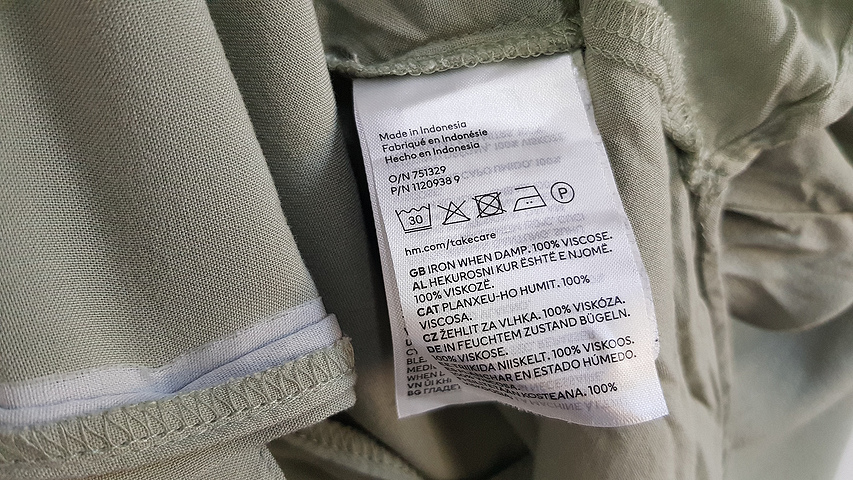 Made in Indonesia
Fabriqué en Indonésie
Hecho en Indonesia
O/N 751329
P/N 1120938 9
30 P
hm.com/takecare
GB IRON WHEN DAMP. 100% VISCOSE.
AL HEKUROSNI KUR ËSHTË E NJOMË.
100% VISKOZË.
CAT PLANXEU-HO HUMIT. 100%
VISCOSA.
CZ ŽEHLIT ZA VLHKA. 100% VISKÓZA.
DE IN FEUCHTEM ZUSTAND BÜGELN.
100% VISKOSE.
NIISKELT. 100% VISKOOS.
EN ESTADO HÚMEDO.
KOSTEANA. 100%